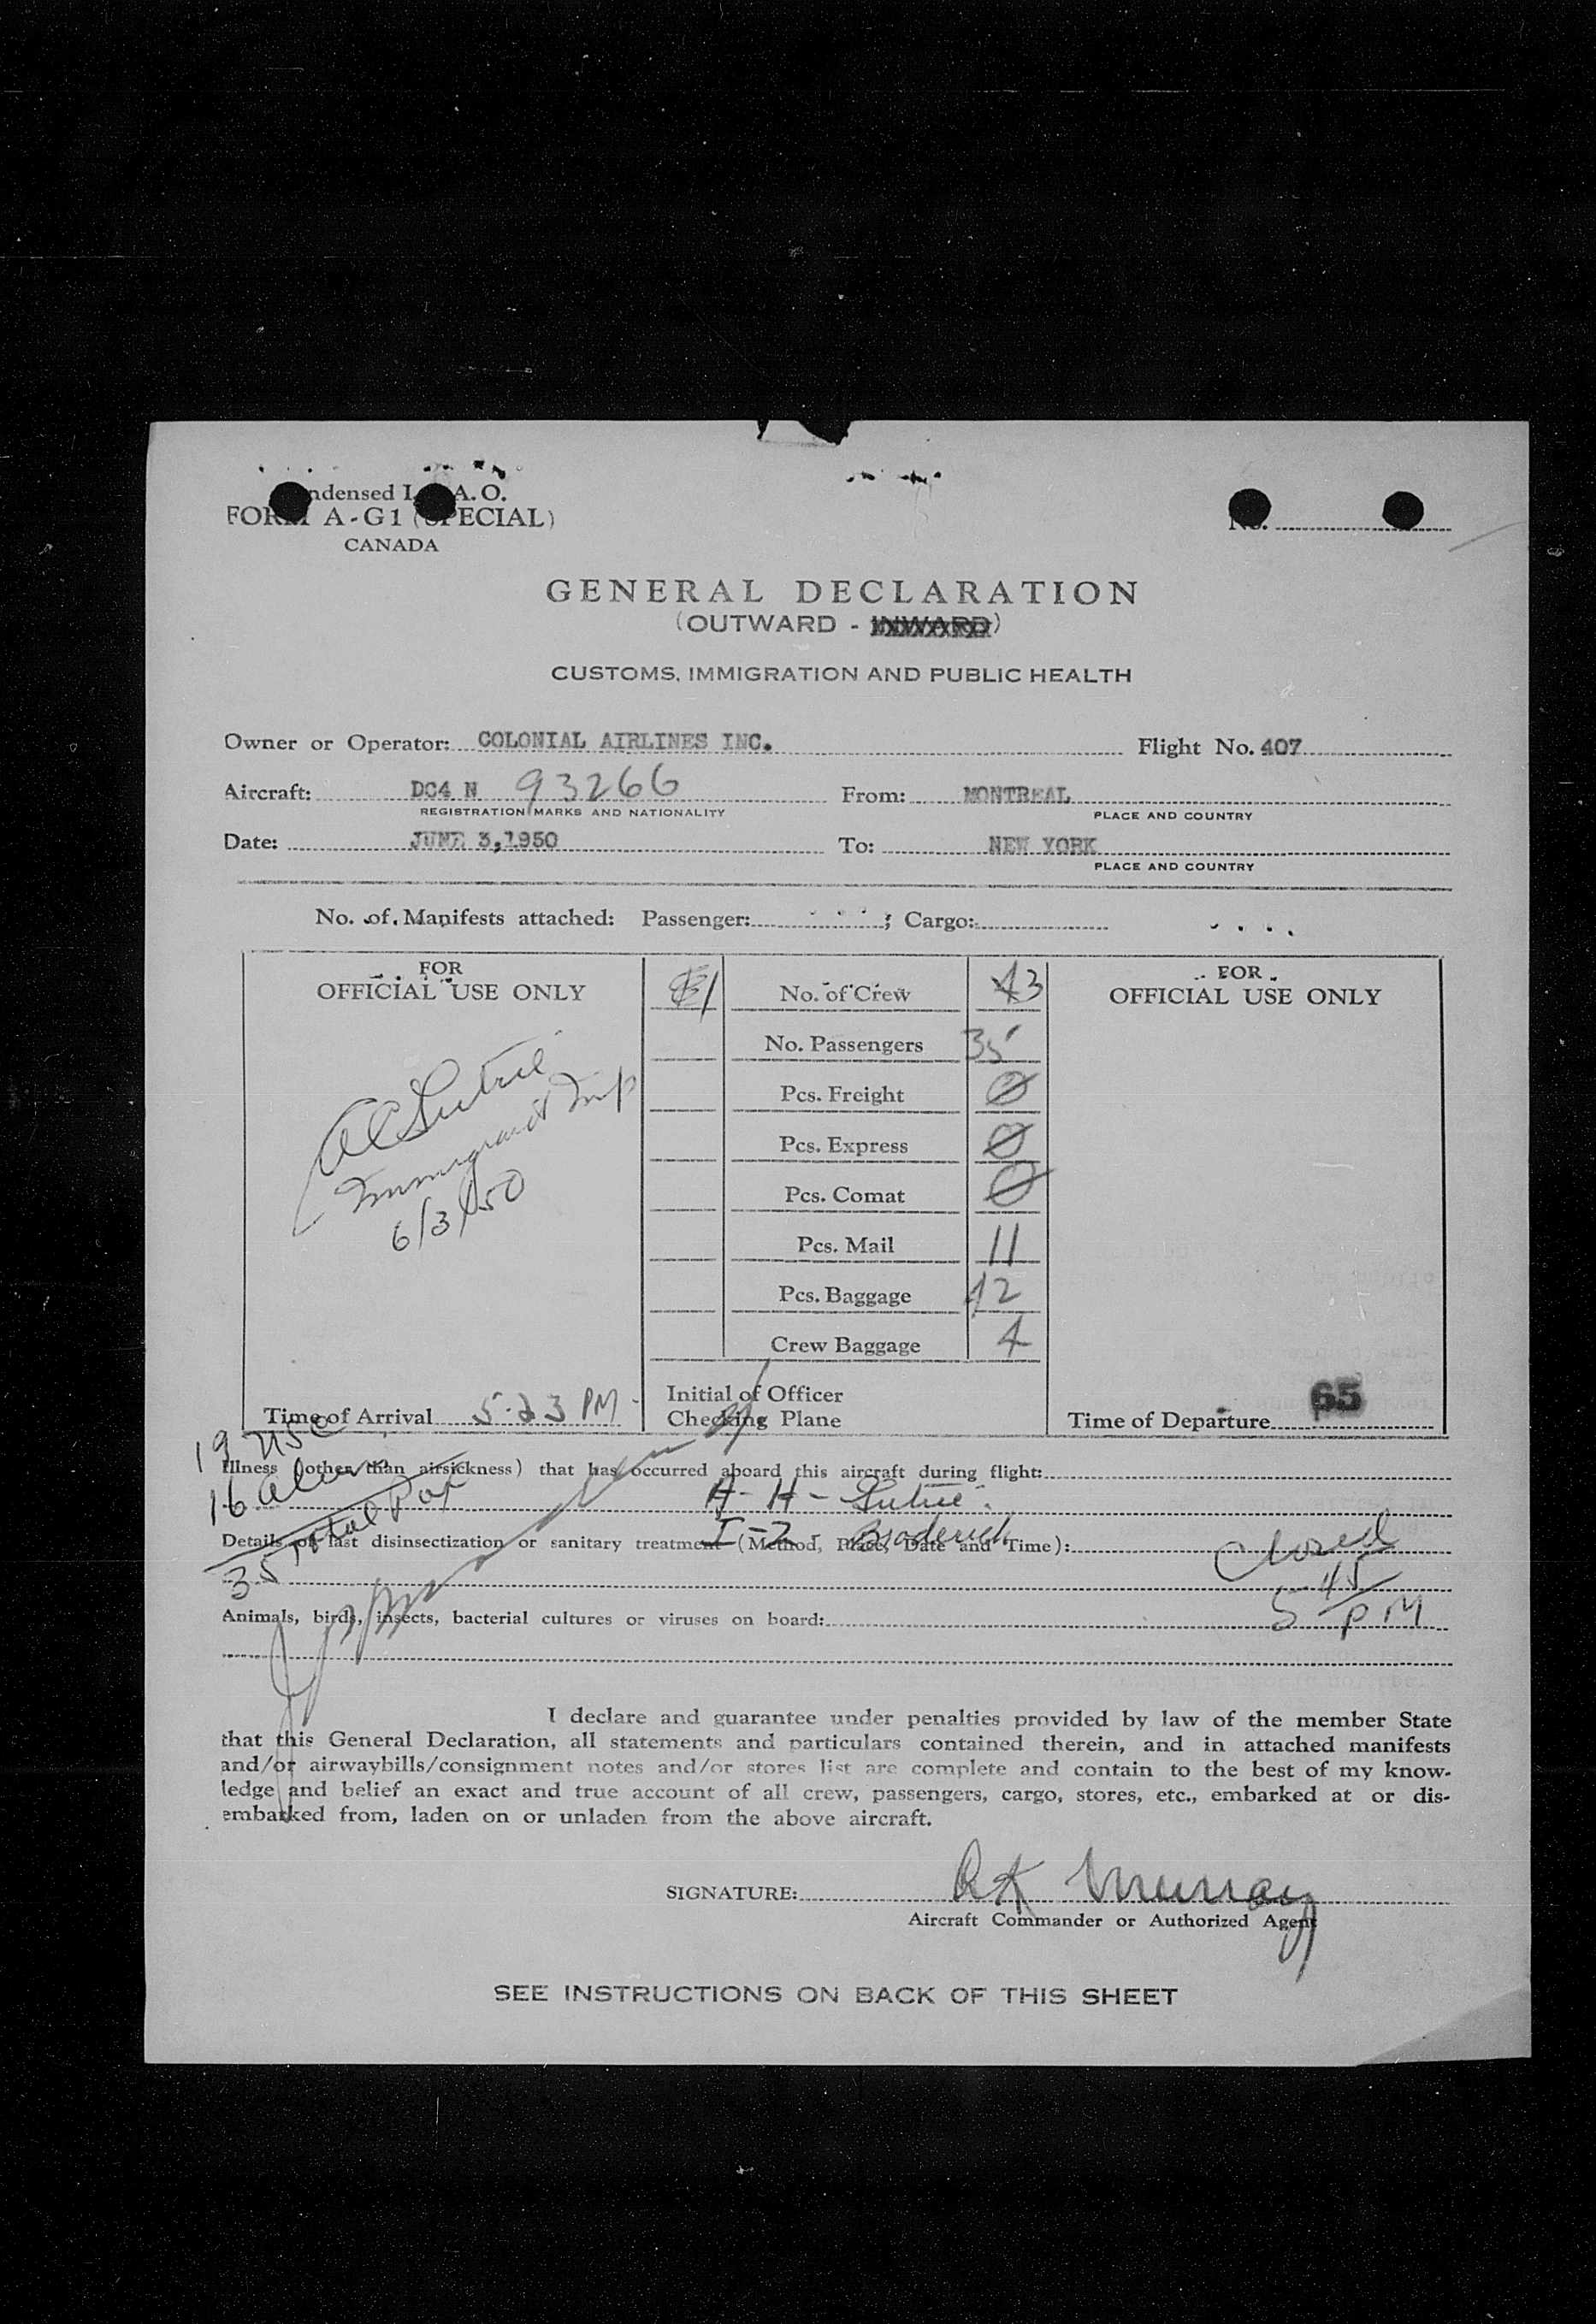 ndensed I. A. O.
FORM A-G1 (SPECIAL)
CANADA
No.
GENERAL DECLARATION
(OUTWARD - INWARD)
CUSTOMS, IMMIGRATION AND PUBLIC HEALTH
Owner or Operator: COLONIAL AIRLINES INC. Flight No. 407
Aircraft: DC4 N 93266 From: MONTREAL
REGISTRATION MARKS AND NATIONALITY PLACE AND COUNTRY
Date: JUNE 3,1950 To: NEW YORK
PLACE AND COUNTRY
No. of Manifests attached: Passenger: ; Cargo:
FOR OFFICIAL USE ONLY
6/3/50
Time of Arrival 5:23 PM
No. of Crew 3
No. Passengers 35
Pcs. Freight 0
Pcs. Express 0
Pcs. Comat 0
Pcs. Mail 11
Pcs. Baggage 42
Crew Baggage 4
Initial of Officer
Checking Plane
FOR OFFICIAL USE ONLY
Time of Departure 65
19 USC
16 alien
35 Total Pax
Illness (other than airsickness) that has occurred aboard this aircraft during flight:
A-H-
Details of last disinsectization or sanitary treatment (Method, Place, Date and Time):
I-2- Broderick
Closed
5 45
PM
Animals, birds, insects, bacterial cultures or viruses on board:
I declare and guarantee under penalties provided by law of the member State
that this General Declaration, all statements and particulars contained therein, and in attached manifests
and/or airwaybills/consignment notes and/or stores list are complete and contain to the best of my know-
ledge and belief an exact and true account of all crew, passengers, cargo, stores, etc., embarked at or dis-
embarked from, laden on or unladen from the above aircraft.
SIGNATURE: RK Murray
Aircraft Commander or Authorized Agent
SEE INSTRUCTIONS ON BACK OF THIS SHEET